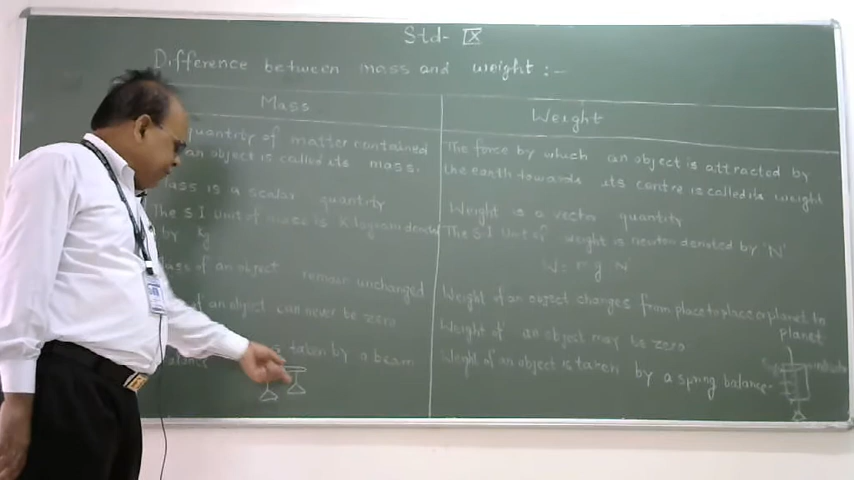 Std- IX
Difference between mass and weight :-
Mass
quantity of matter contained
an object is called its mass.
Mass is a scalar quantity
The S I Unit of mass is Kilogram denoted
by kg
Mass of an object remain unchanged
of an object can never be zero
taken by a beam
balance
Weight
The force by which an object is attracted by
the earth towards its centre is called its weight
Weight is a vector quantity
The S.I Unit of weight is newton denoted by 'N'
W = mg N
Weight of an object changes from place to place & planet to
planet
Weight of an object may be zero
Weight of an object is taken by a spring balance